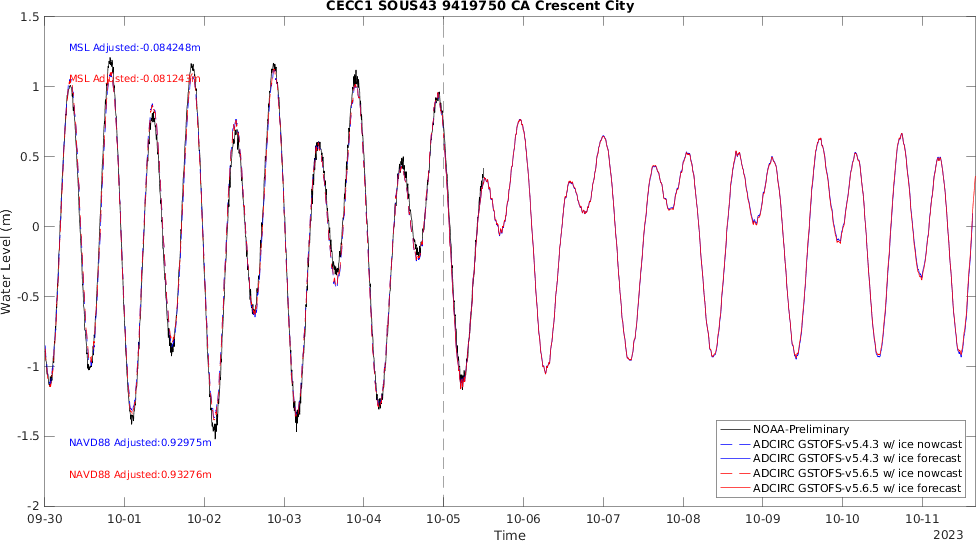 CECC1 SOUS43 9419750 CA Crescent City
1.5
1
0.5
0
-0.5
-1
-1.5
-2
Water Level (m)
MSL Adjusted:-0.084248m
MSL Adjusted:-0.081243m
NAVD88 Adjusted:0.92975m
NAVD88 Adjusted:0.93276m
NOAA-Preliminary
ADCIRC GSTOFS-v5.4.3 w/ ice nowcast
ADCIRC GSTOFS-v5.4.3 w/ ice forecast
ADCIRC GSTOFS-v5.6.5 w/ ice nowcast
ADCIRC GSTOFS-v5.6.5 w/ ice forecast
09-30 10-01 10-02 10-03 10-04 10-05 10-06 10-07 10-08 10-09 10-10 10-11
Time
2023